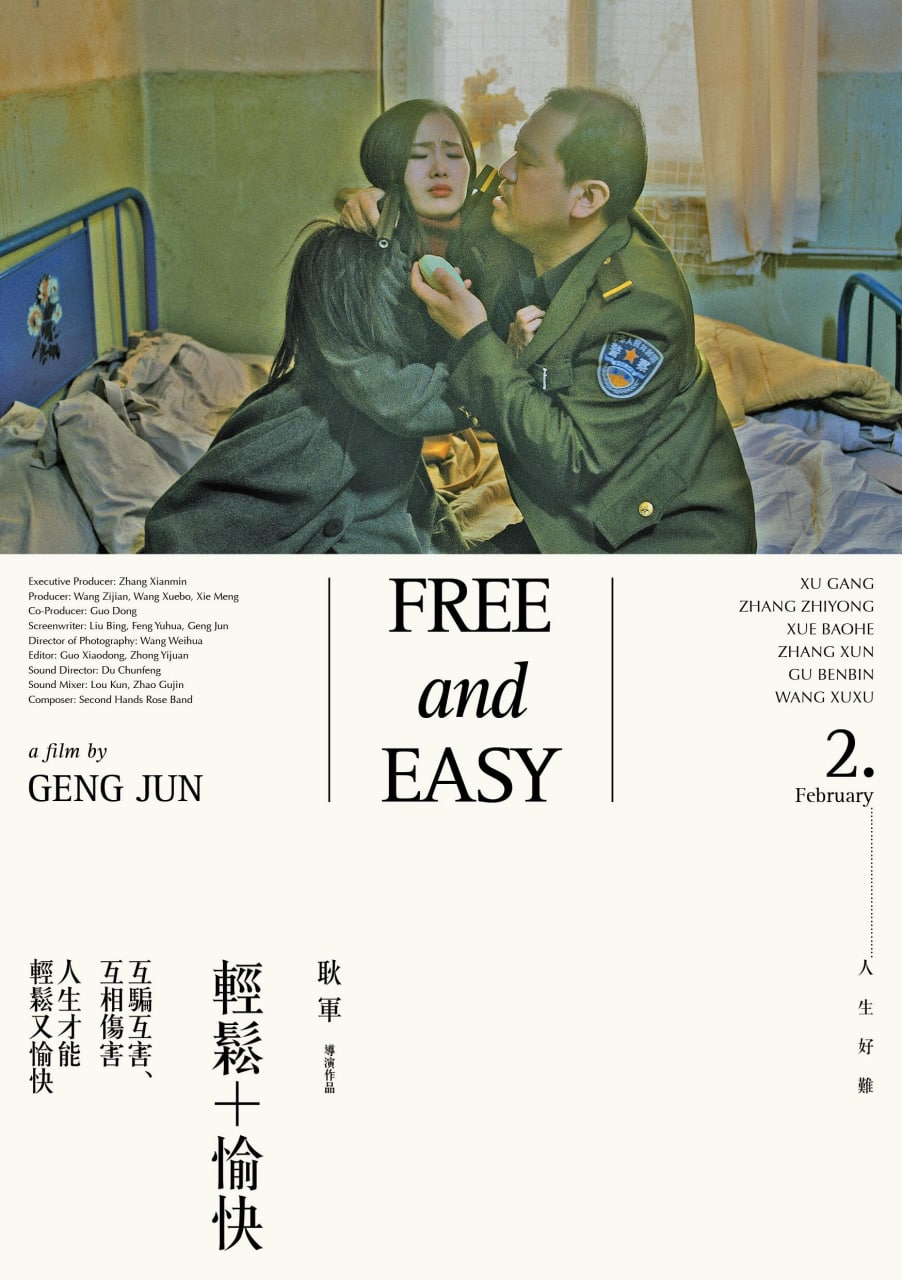 警察
Executive Producer: Zhang Xianmin
Producer: Wang Zijian, Wang Xuebo, Xie Meng
Co-Producer: Guo Dong
Screenwriter: Liu Bing, Feng Yuhua, Geng Jun
Director of Photography: Wang Weihua
Editor: Guo Xiaodong, Zhong Yijuan
Sound Director: Du Chunfeng
Sound Mixer: Lou Kun, Zhao Gujin
Composer: Second Hands Rose Band
a film by
GENG JUN
FREE
and
EASY
XU GANG
ZHANG ZHIYONG
XUE BAOHE
ZHANG XUN
GU BENBIN
WANG XUXU
2.
February
人生好難
耿軍
導演作品
輕鬆＋愉快
互騙互害、
互相傷害
人生才能
輕鬆又愉快